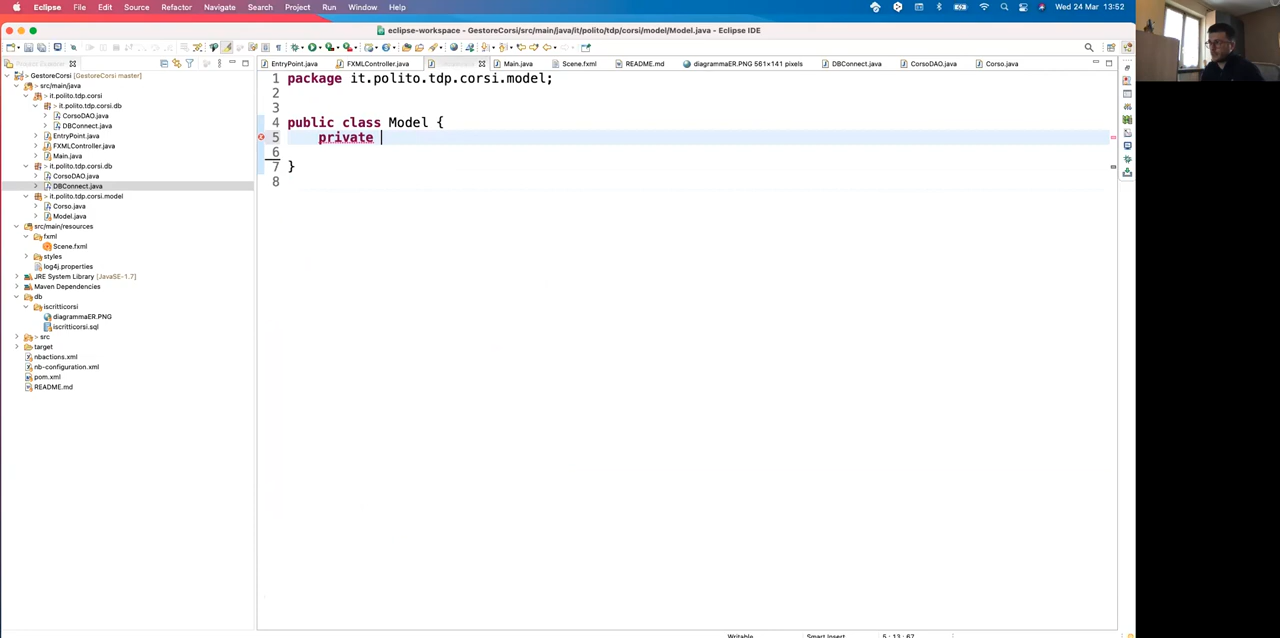 Eclipse File Edit Source Refactor Navigate Search Project Run Window Help Wed 24 Mar 13:52
eclipse-workspace - GestoreCorsi/src/main/java/it/polito/tdp/corsi/model/Model.java - Eclipse IDE
EntryPoint.java FXMLController.java Main.java Scene.fxml README.md diagrammaER.PNG 561×141 pixels DBConnect.java CorsoDAO.java Corso.java
GestoreCorsi [GestoreCorsi master]
src/main/java
> it.polito.tdp.corsi
> it.polito.tdp.corsi.db
CorsoDAO.java
DBConnect.java
EntryPoint.java
FXMLController.java
Main.java
> it.polito.tdp.corsi.db
CorsoDAO.java
DBConnect.java
> it.polito.tdp.corsi.model
Corso.java
Model.java
src/main/resources
fxml
Scene.fxml
styles
log4j.properties
JRE System Library [JavaSE-1.7]
Maven Dependencies
db
iscritticorsi
diagrammaER.PNG
iscritticorsi.sql
> src
target
nbactions.xml
nb-configuration.xml
pom.xml
README.md
1 package it.polito.tdp.corsi.model;
2
3
4 public class Model {
5 private
6
7 }
8
Writable Smart Insert 5 : 13 : 67